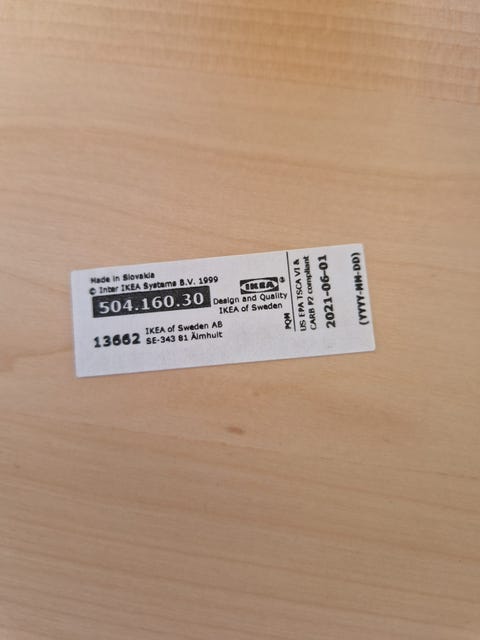 Made in Slovakia
© Inter IKEA Systems B.V. 1999
504.160.30
IKEA®
Design and Quality
IKEA of Sweden
13662
IKEA of Sweden AB
SE-343 81 Älmhult
PQM
US EPA TSCA VI &
CARB P2 compliant
2021-06-01
(YYYY-MM-DD)